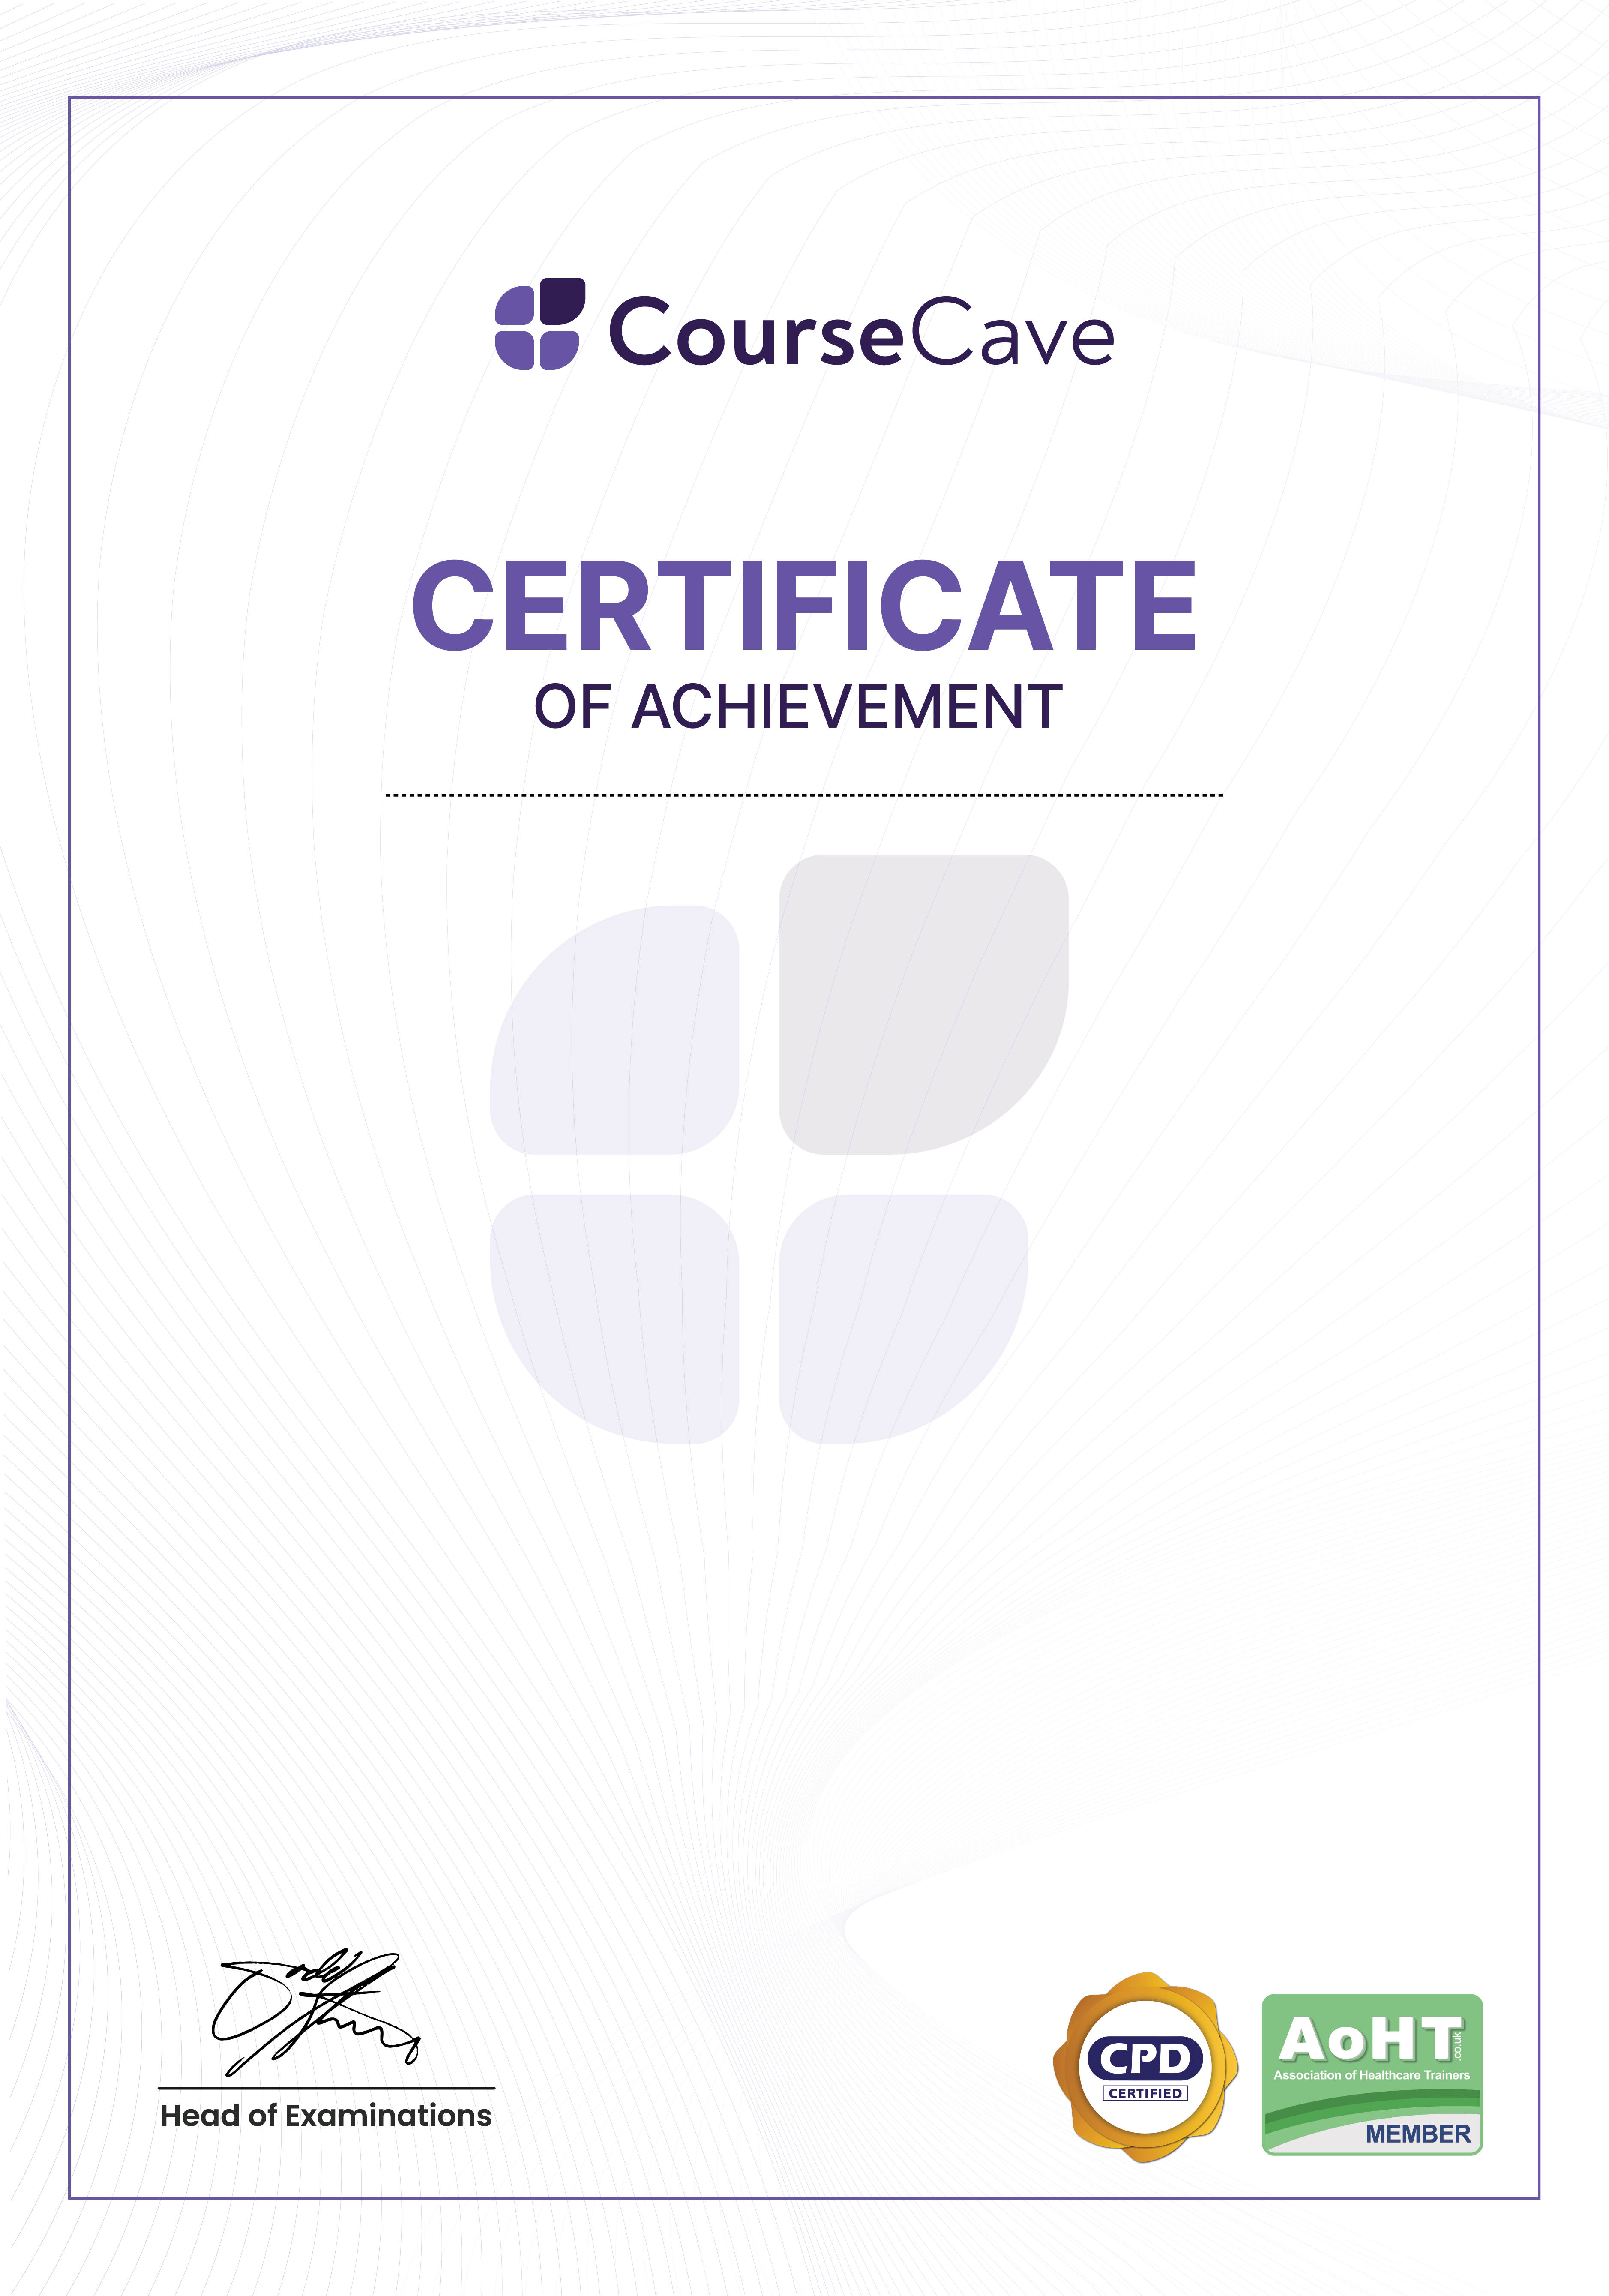 CourseCave
CERTIFICATE
OF ACHIEVEMENT
Head of Examinations
CPD
CERTIFIED
AoHT
.co.uk
Association of Healthcare Trainers
MEMBER